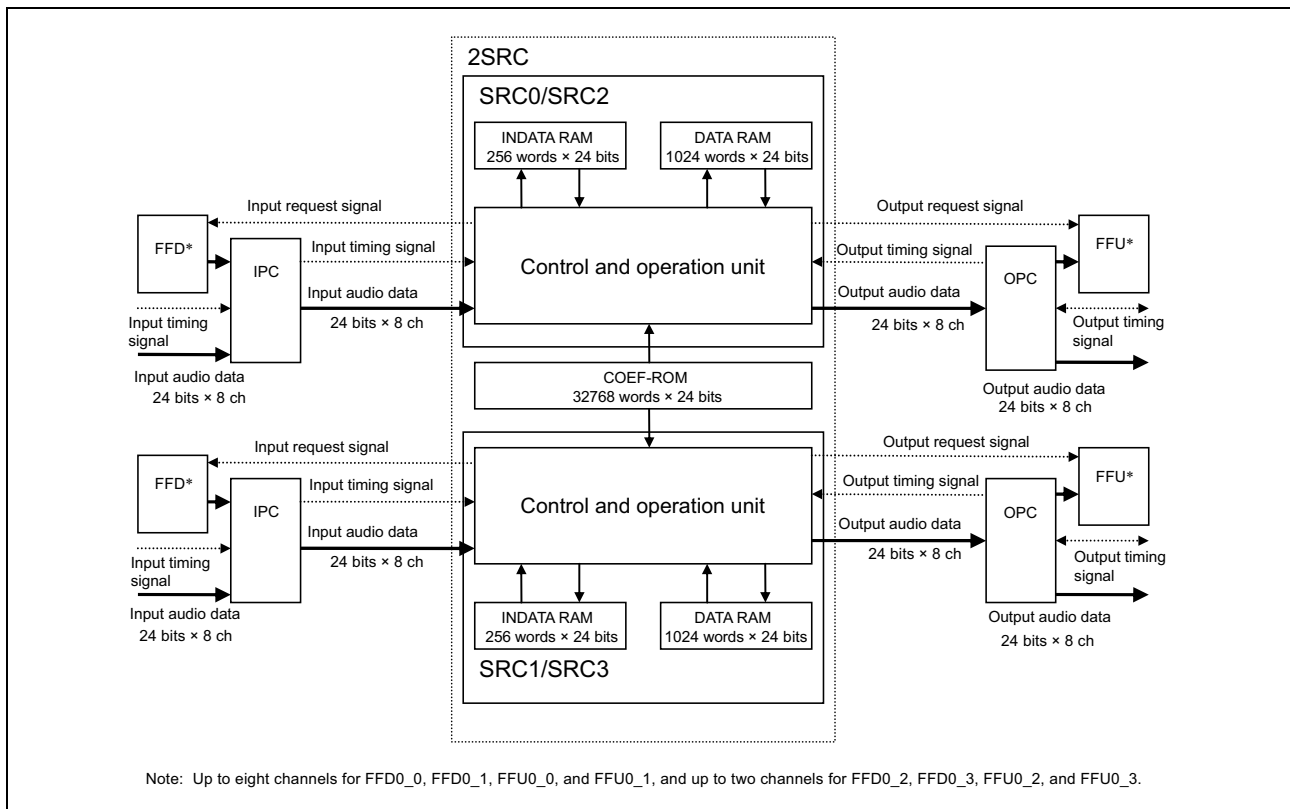 2SRC
SRC0/SRC2
INDATA RAM
256 words × 24 bits
DATA RAM
1024 words × 24 bits
Input request signal
Output request signal
FFD*
IPC
Input timing signal
Control and operation unit
Output timing signal
OPC
FFU*
Input audio data
24 bits × 8 ch
Output audio data
24 bits × 8 ch
Input timing
signal
Output timing
signal
Input audio data
24 bits × 8 ch
Output audio data
24 bits × 8 ch
COEF-ROM
32768 words × 24 bits
Input request signal
Output request signal
FFD*
IPC
Input timing signal
Control and operation unit
Output timing signal
OPC
FFU*
Input audio data
24 bits × 8 ch
Output audio data
24 bits × 8 ch
Input timing
signal
Output timing
signal
Input audio data
24 bits × 8 ch
Output audio data
24 bits × 8 ch
INDATA RAM
256 words × 24 bits
DATA RAM
1024 words × 24 bits
SRC1/SRC3
Note: Up to eight channels for FFD0_0, FFD0_1, FFU0_0, and FFU0_1, and up to two channels for FFD0_2, FFD0_3, FFU0_2, and FFU0_3.